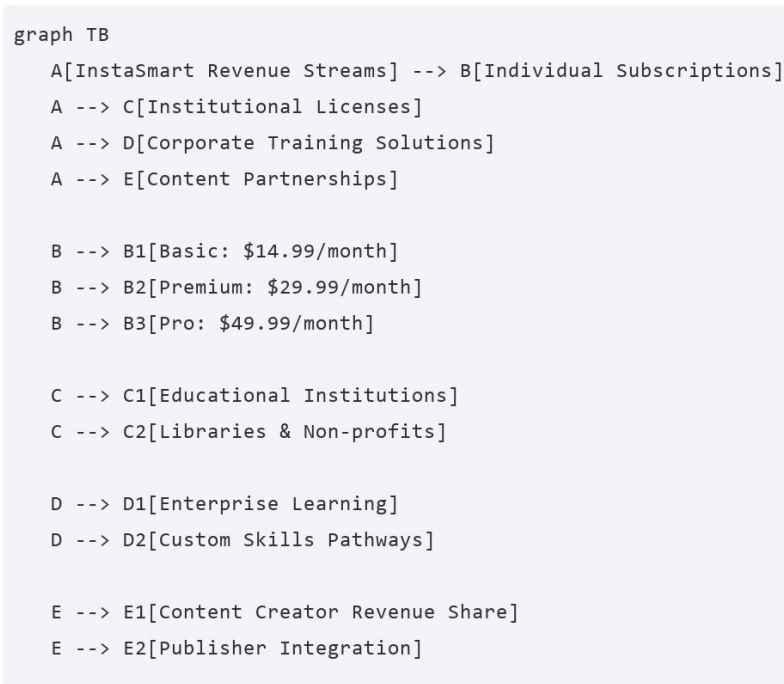 graph TB
A[InstaSmart Revenue Streams] --> B[Individual Subscriptions]
A --> C[Institutional Licenses]
A --> D[Corporate Training Solutions]
A --> E[Content Partnerships]
B --> B1[Basic: $14.99/month]
B --> B2[Premium: $29.99/month]
B --> B3[Pro: $49.99/month]
C --> C1[Educational Institutions]
C --> C2[Libraries & Non-profits]
D --> D1[Enterprise Learning]
D --> D2[Custom Skills Pathways]
E --> E1[Content Creator Revenue Share]
E --> E2[Publisher Integration]